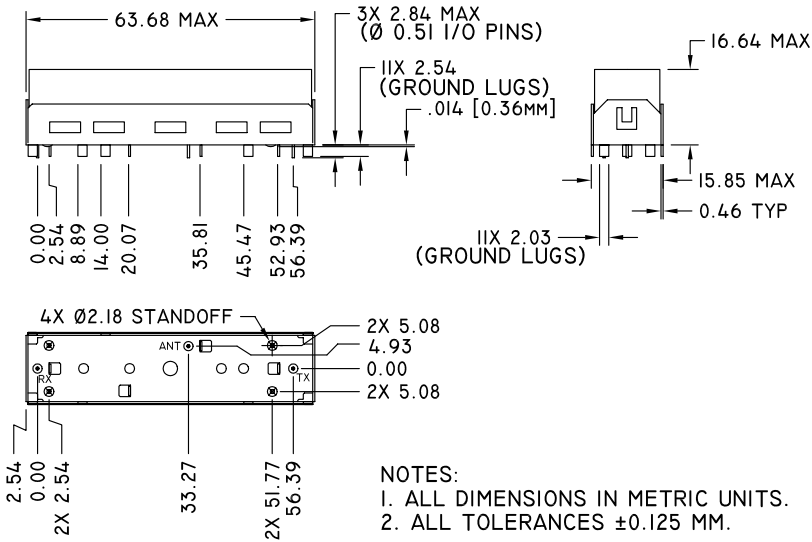 63.68 MAX
3X 2.84 MAX
(Ø 0.51 I/O PINS)
11X 2.54
(GROUND LUGS)
.014 [0.36MM]
16.64 MAX
15.85 MAX
0.46 TYP
11X 2.03
(GROUND LUGS)
0.00
2.54
8.89
14.00
20.07
35.81
45.47
52.93
56.39
4X Ø2.18 STANDOFF
2X 5.08
4.93
0.00
2X 5.08
ANT
RX
TX
2.54
0.00
2X 2.54
33.27
2X 51.77
56.39
NOTES:
1. ALL DIMENSIONS IN METRIC UNITS.
2. ALL TOLERANCES ±0.125 MM.